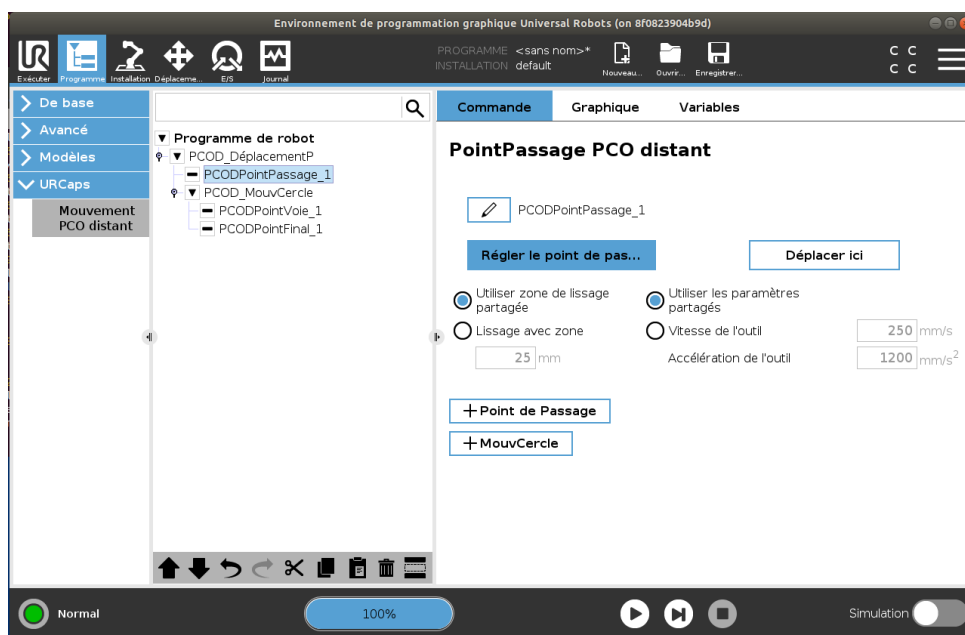 Environnement de programmation graphique Universal Robots (on 8f0823904b9d)
PROGRAMME <sans nom>*
INSTALLATION default
Exécuter
Programme
Installation
Déplaceme...
E/S
Journal
Nouveau...
Ouvrir...
Enregistrer...
C C
C C
De base
Avancé
Modèles
URCaps
Mouvement
PCO distant
Programme de robot
PCOD_DéplacementP
PCODPointPassage_1
PCOD_MouvCercle
PCODPointVoie_1
PCODPointFinal_1
Commande
Graphique
Variables
PointPassage PCO distant
PCODPointPassage_1
Régler le point de pas...
Déplacer ici
Utiliser zone de lissage
partagée
Utiliser les paramètres
partagés
Lissage avec zone
Vitesse de l'outil
250 mm/s
25 mm
Accélération de l'outil
1200 mm/s²
+Point de Passage
+MouvCercle
Normal
100%
Simulation